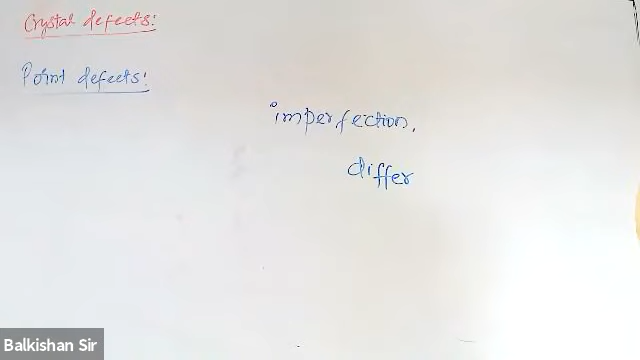 Crystal defects:
Point defects:
imperfection.
differ
Balkishan Sir